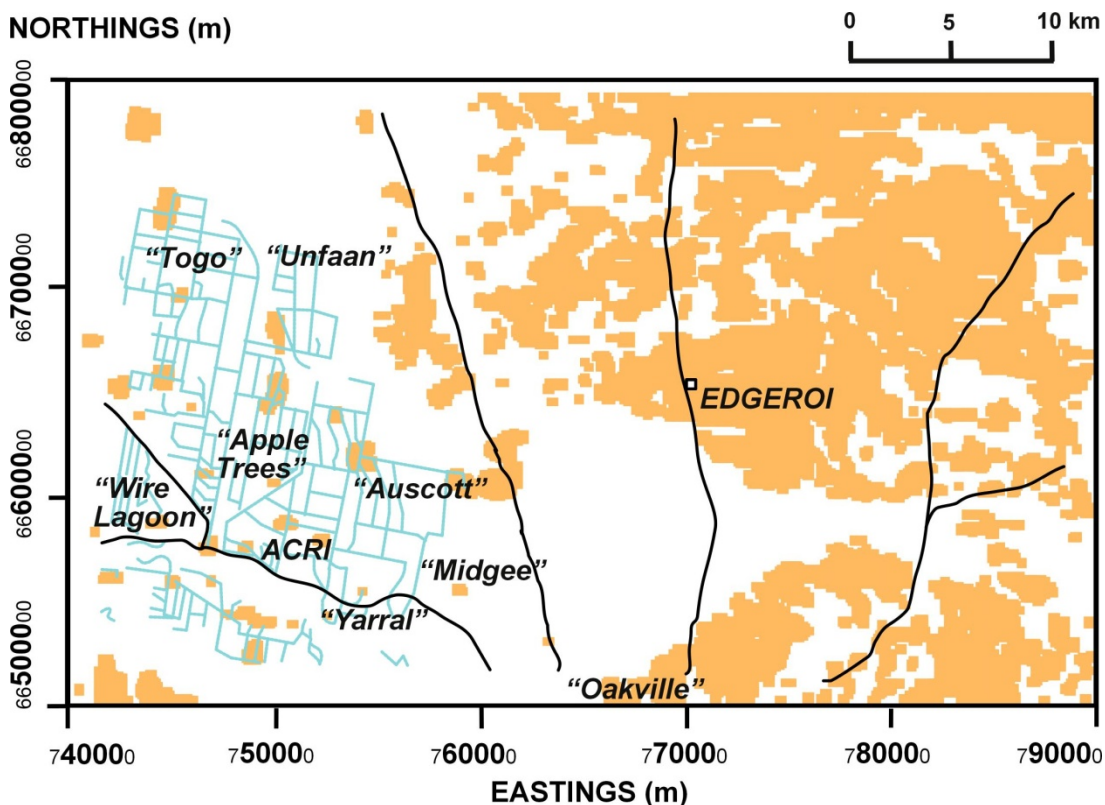 NORTHINGS (m)
0 5 10 km
6680000
6670000
6660000
6650000
“Togo”
“Unfaan”
EDGEROI
“Apple
Trees”
“Auscott”
“Wire
Lagoon”
ACRI
“Midgee”
“Yarral”
“Oakville”
740000 750000 760000 770000 780000 790000
EASTINGS (m)